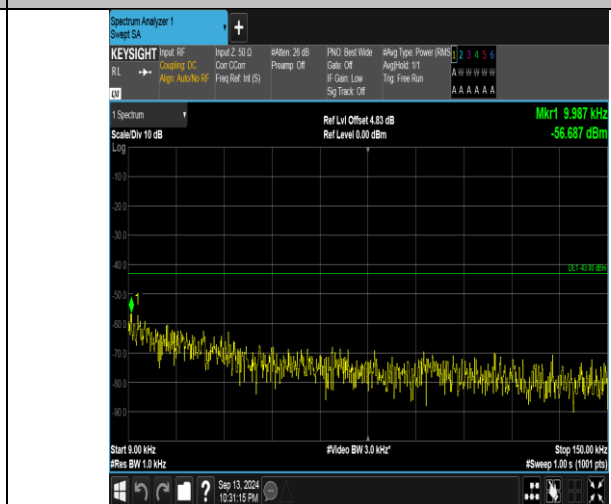 Spectrum Analyzer 1
Swept SA
+
KEYSIGHT
RL
LXI
Input: RF
Coupling: DC
Align: Auto/No RF
Input Z: 50 Ω
Corr CCorr
Freq Ref: Int (S)
#Atten: 26 dB
Preamp: Off
PNO: Best Wide
Gate: Off
IF Gain: Low
Sig Track: Off
#Avg Type: Power (RMS
Avg|Hold: 1/1
Trig: Free Run
1 2 3 4 5 6
A W W W W W
A A A A A A
1 Spectrum
Scale/Div 10 dB
Log
Ref Lvl Offset 4.83 dB
Ref Level 0.00 dBm
Mkr1 9.987 kHz
-56.687 dBm
-10.0
-20.0
-30.0
-40.0
DL1 -43.00 dBm
-50.0
1
-60.0
-70.0
-80.0
-90.0
Start 9.00 kHz
#Res BW 1.0 kHz
#Video BW 3.0 kHz*
Stop 150.00 kHz
#Sweep 1.00 s (1001 pts)
?
Sep 13, 2024
10:31:15 PM